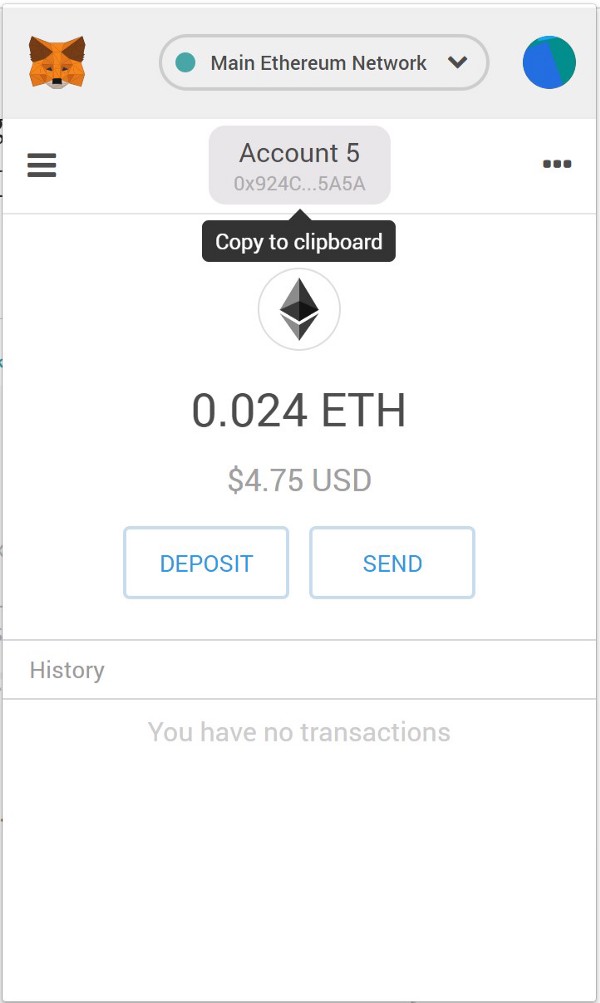 Main Ethereum Network
Account 5
0x924C...5A5A
Copy to clipboard
0.024 ETH
$4.75 USD
DEPOSIT
SEND
History
You have no transactions